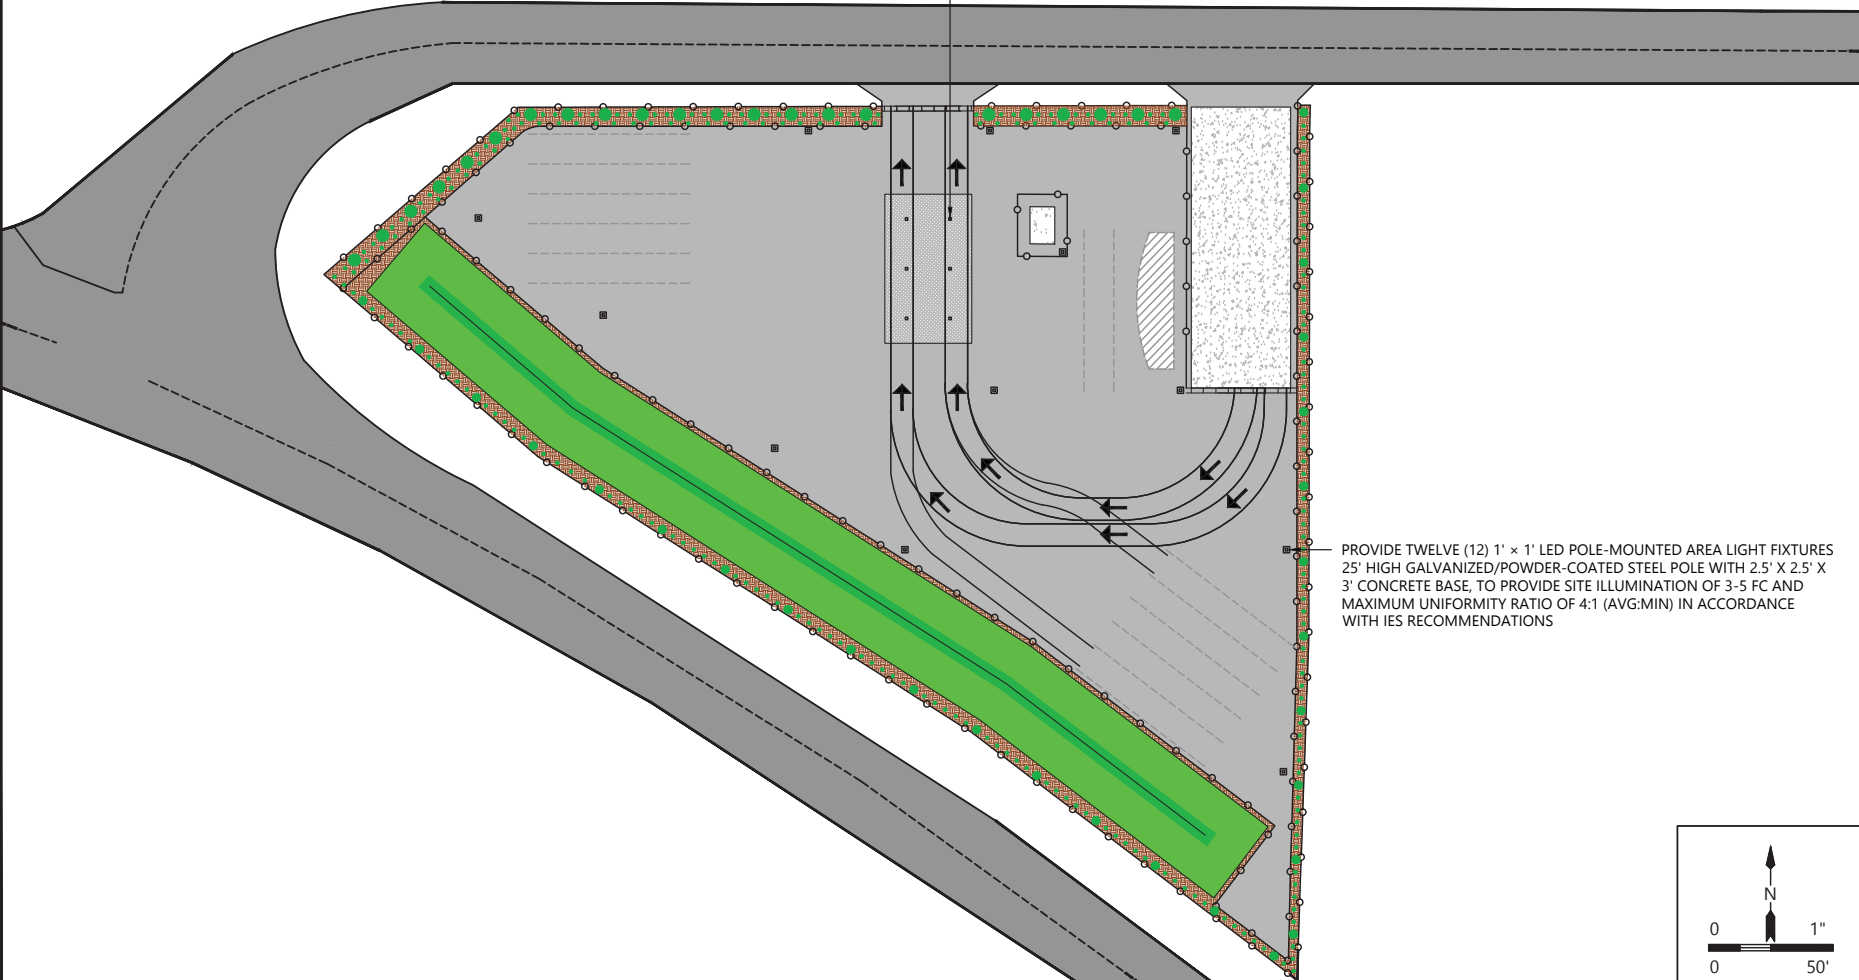 PROVIDE TWELVE (12) 1' × 1' LED POLE-MOUNTED AREA LIGHT FIXTURES
25' HIGH GALVANIZED/POWDER-COATED STEEL POLE WITH 2.5' X 2.5' X
3' CONCRETE BASE, TO PROVIDE SITE ILLUMINATION OF 3-5 FC AND
MAXIMUM UNIFORMITY RATIO OF 4:1 (AVG:MIN) IN ACCORDANCE
WITH IES RECOMMENDATIONS
N
0 1"
0 50'